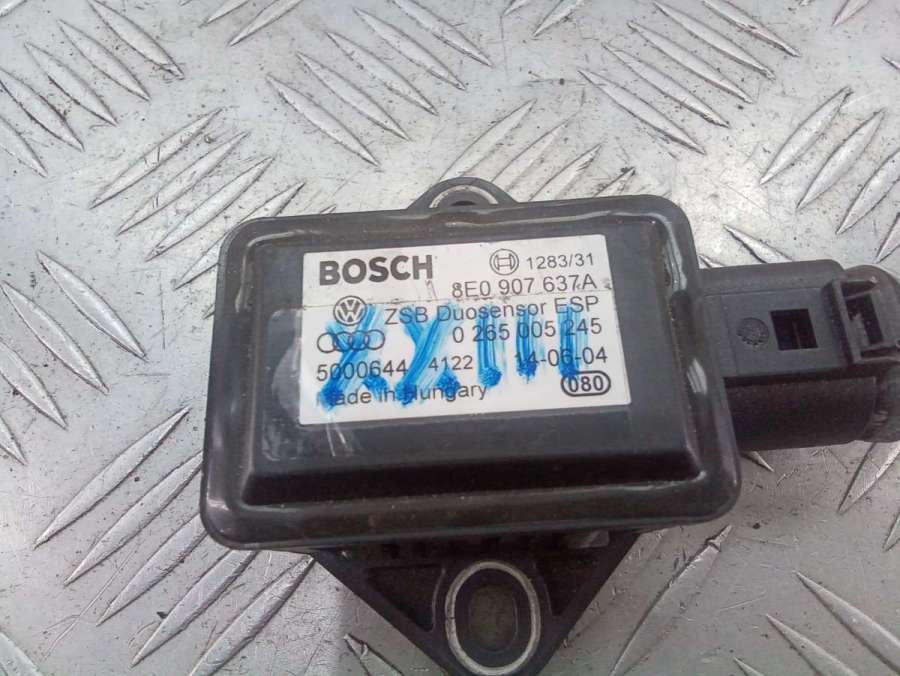 BOSCH 1283/31
8E0 907 637A
ZSB Duosensor ESP
0 265 005 245
5000644 4122 14-06-04
Made in Hungary 080
XXIII